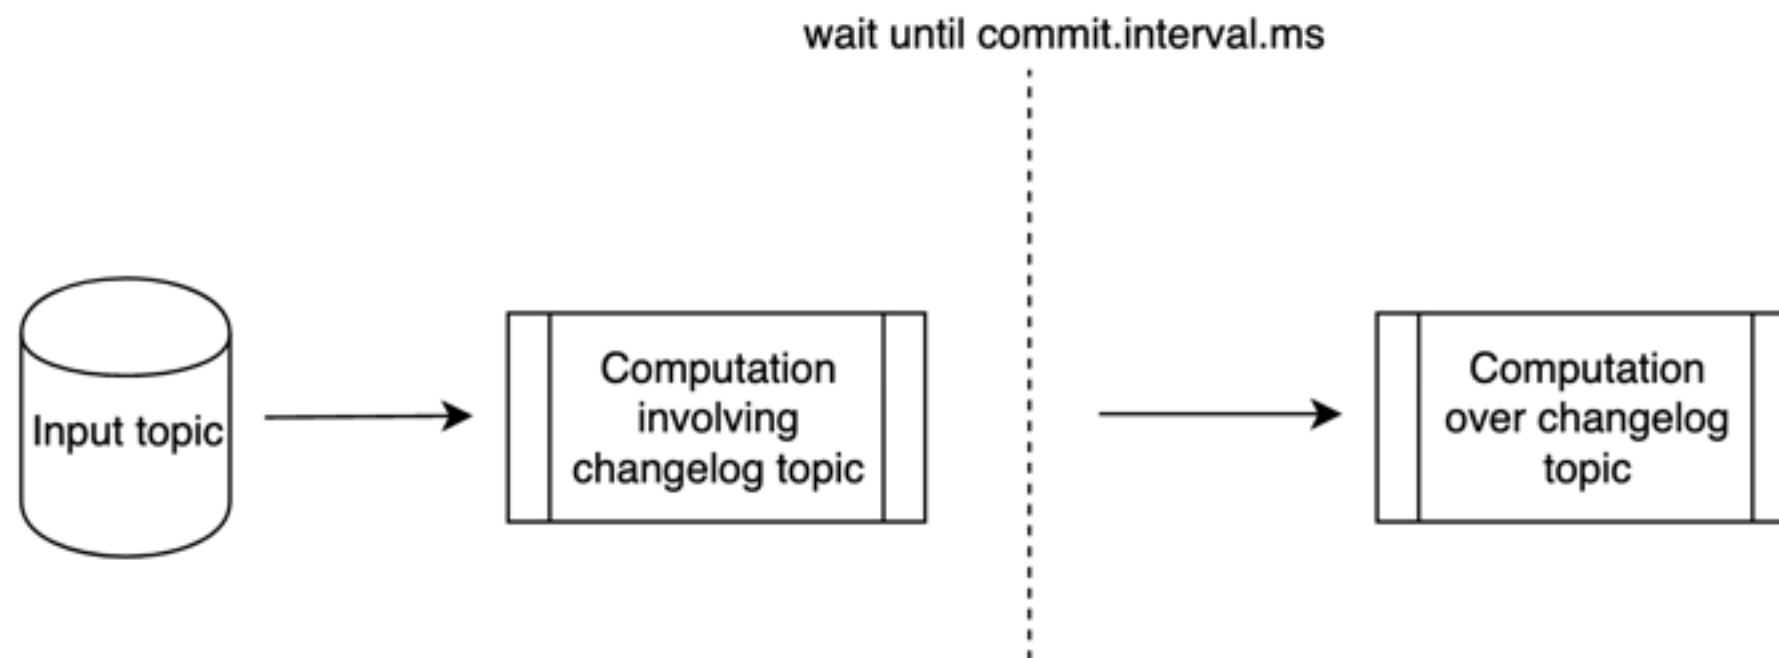 wait until commit.interval.ms
Input topic
Computation
involving
changelog topic
Computation
over changelog
topic